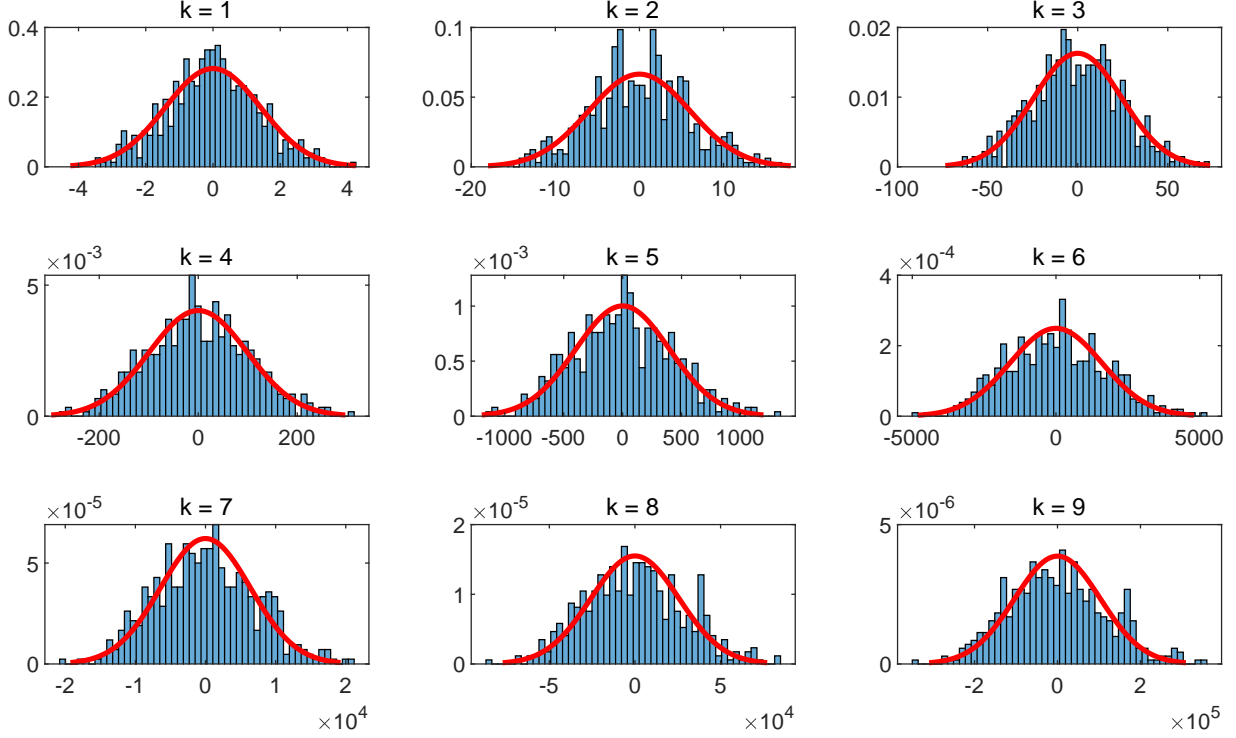 k = 1
k = 2
k = 3
0.4
0.2
0
-4 -2 0 2 4
0.1
0.05
0
-20 -10 0 10
0.02
0.01
0
-100 -50 0 50
k = 4
k = 5
k = 6
×10^-3
5
0
-200 0 200
×10^-3
1
0.5
0
-1000 -500 0 500 1000
×10^-4
4
2
0
-5000 0 5000
k = 7
k = 8
k = 9
×10^-5
5
0
-2 -1 0 1 2
×10^4
×10^-5
2
1
0
-5 0 5
×10^4
×10^-6
5
0
-2 0 2
×10^5